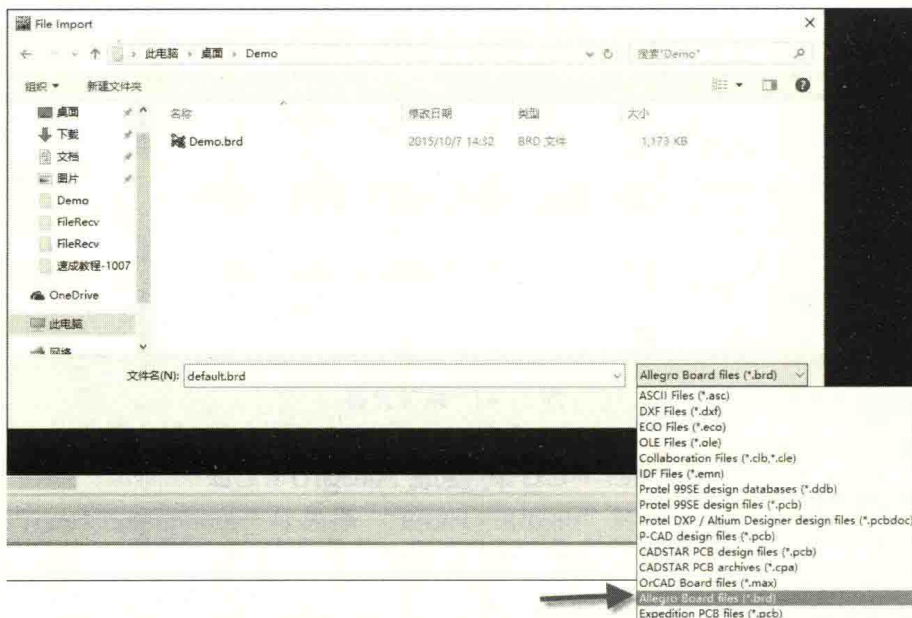 File Import
此电脑 › 桌面 › Demo
搜索"Demo"
组织 新建文件夹
桌面
下载
文档
图片
Demo
FileRecv
FileRecv
速成教程-1007
OneDrive
此电脑
网络
名称 修改日期 类型 大小
Demo.brd 2015/10/7 14:32 BRD 文件 1,173 KB
文件名(N): default.brd
Allegro Board files (*.brd)
ASCII Files (*.asc)
DXF Files (*.dxf)
ECO Files (*.eco)
OLE Files (*.ole)
Collaboration Files (*.clb,*.cle)
IDF Files (*.emn)
Protel 99SE design databases (*.ddb)
Protel 99SE design files (*.pcb)
Protel DXP / Altium Designer design files (*.pcbdoc)
P-CAD design files (*.pcb)
CADSTAR PCB design files (*.pcb)
CADSTAR PCB archives (*.cpa)
OrCAD Board files (*.max)
Allegro Board files (*.brd)
Expedition PCB files (*.pcb)